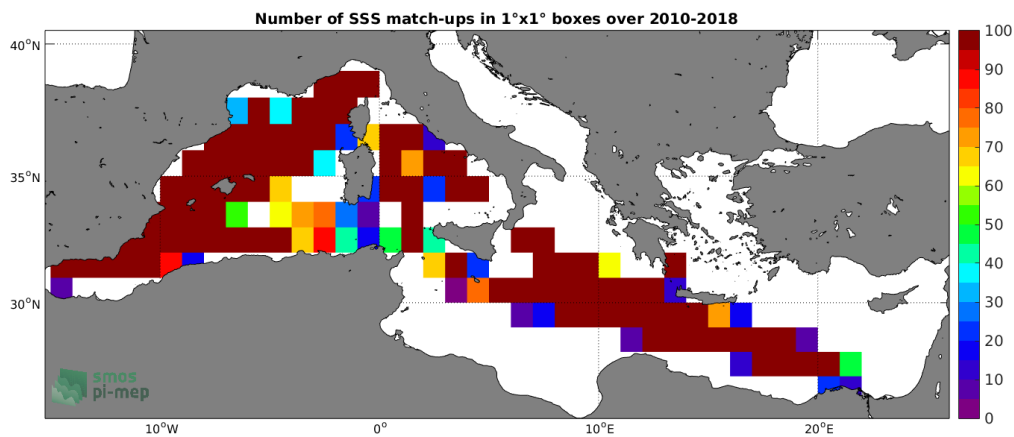 Number of SSS match-ups in 1°x1° boxes over 2010-2018
40°N
35°N
30°N
10°W
0°
10°E
20°E
100
90
80
70
60
50
40
30
20
10
0
smos
pi-mep